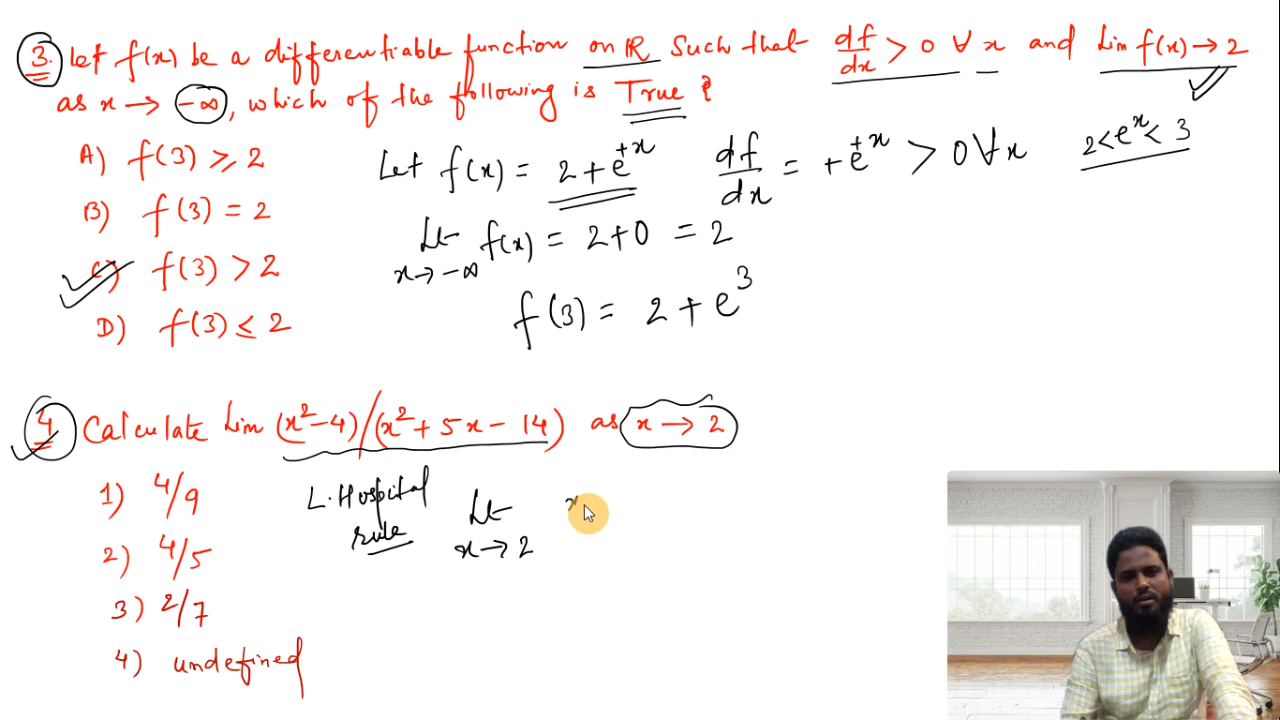 3. Let f(x) be a differentiable function on ℝ Such that df/dx > 0 ∀ x and Lim f(x) → 2
as x → -∞, which of the following is True ?
A) f(3) ≥ 2
B) f(3) = 2
C) f(3) > 2
D) f(3) ≤ 2
Let f(x) = 2 + e^{+x}
df/dx = + e^{+x} > 0 ∀ x
2 < e^x < 3
Lt x → -∞ f(x) = 2 + 0 = 2
f(3) = 2 + e^3
4. Calculate Lim (x²-4)/(x²+5x-14) as x → 2
1) 4/9
2) 4/5
3) 2/7
4) undefined
L. Hospital
rule
Lt
x → 2
x